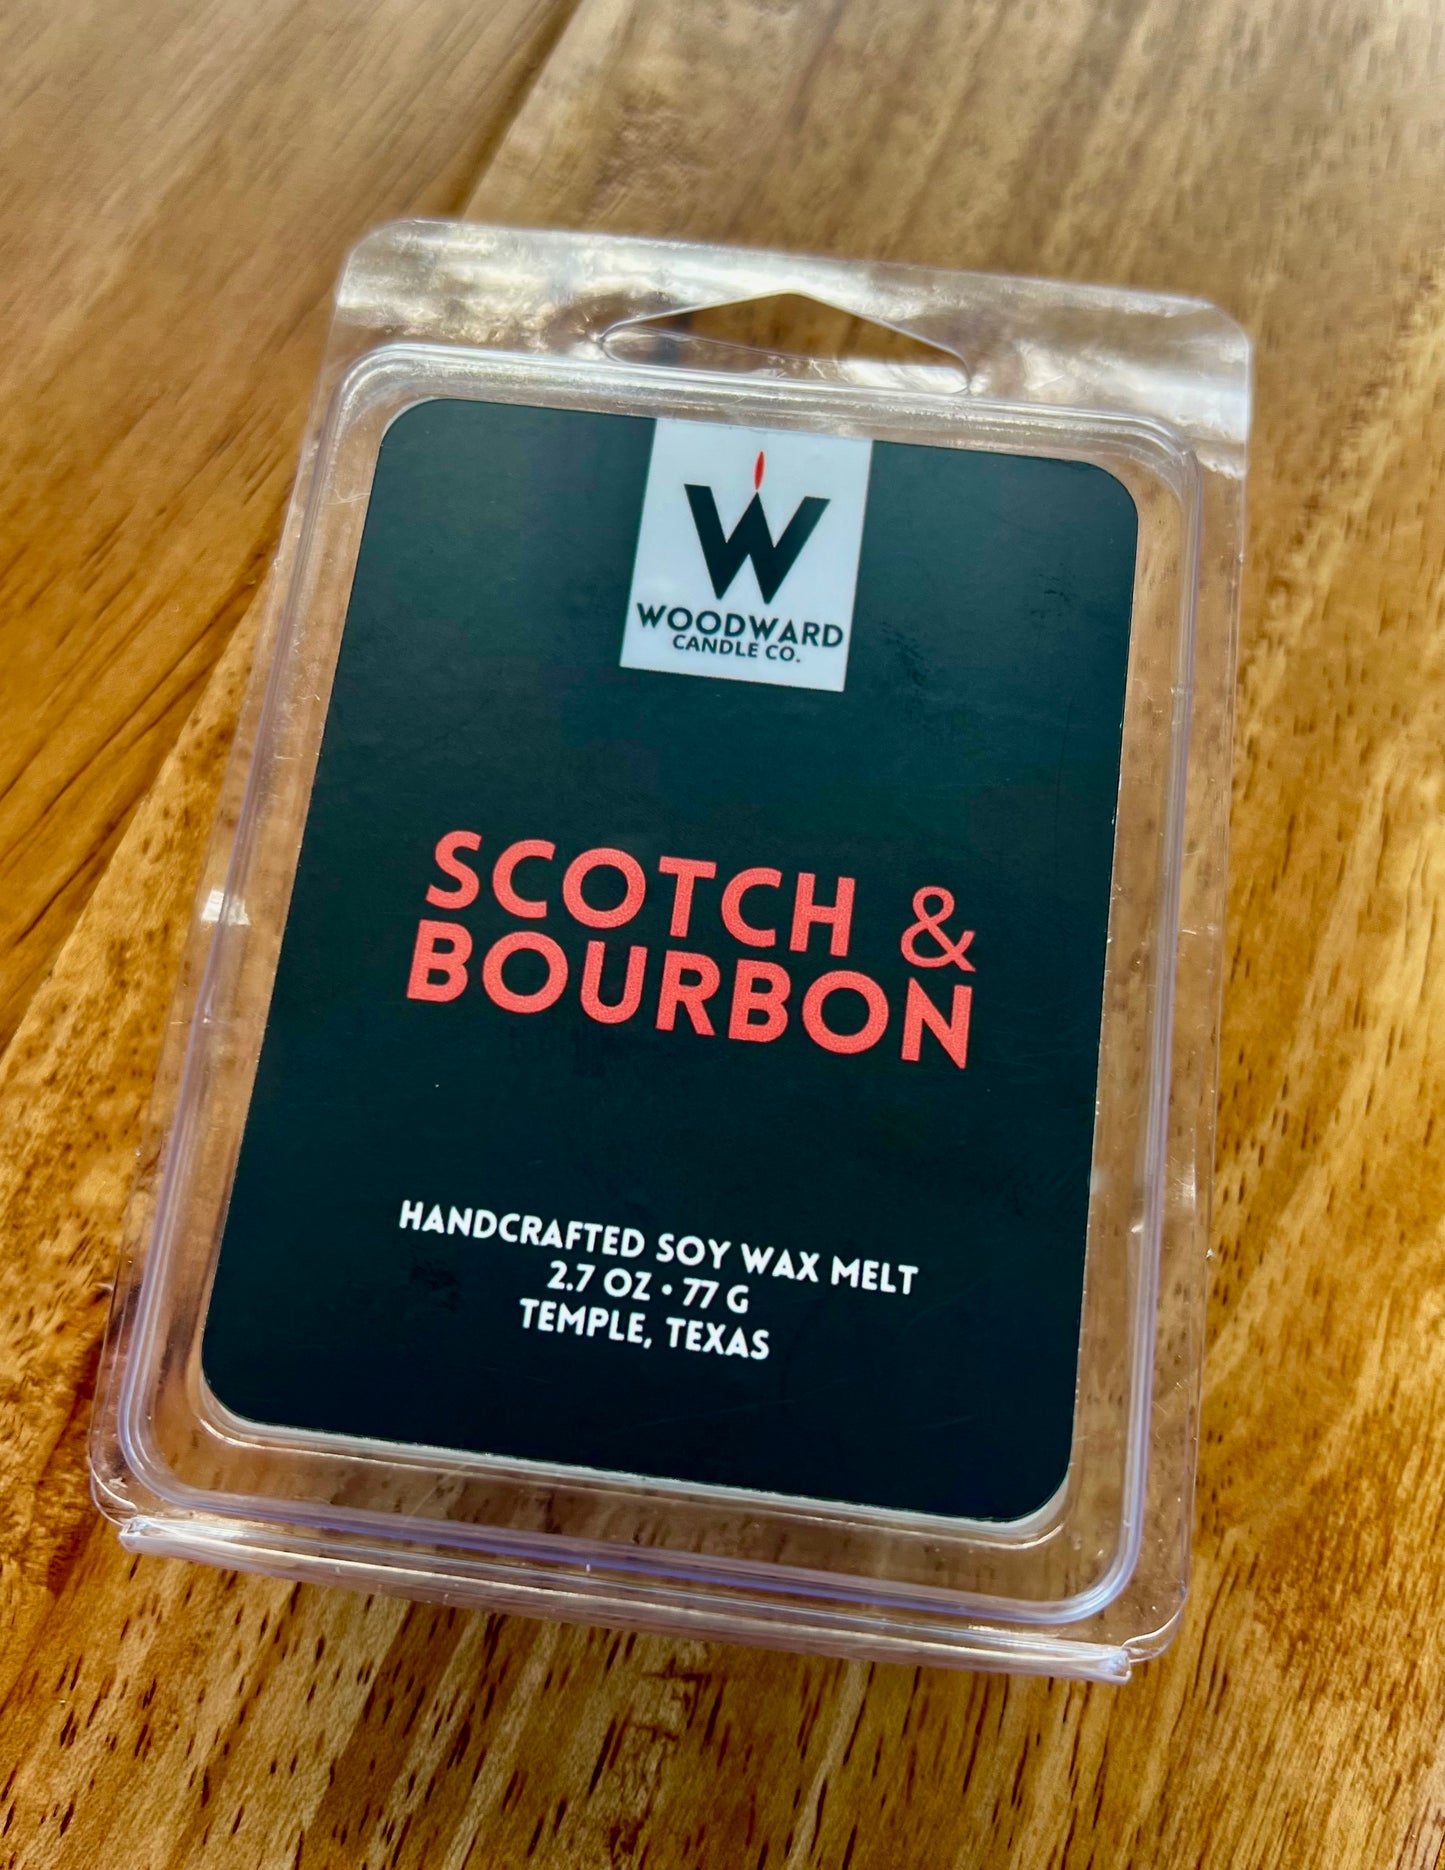 W
WOODWARD
CANDLE CO.
SCOTCH &
BOURBON
HANDCRAFTED SOY WAX MELT
2.7 OZ • 77 G
TEMPLE, TEXAS